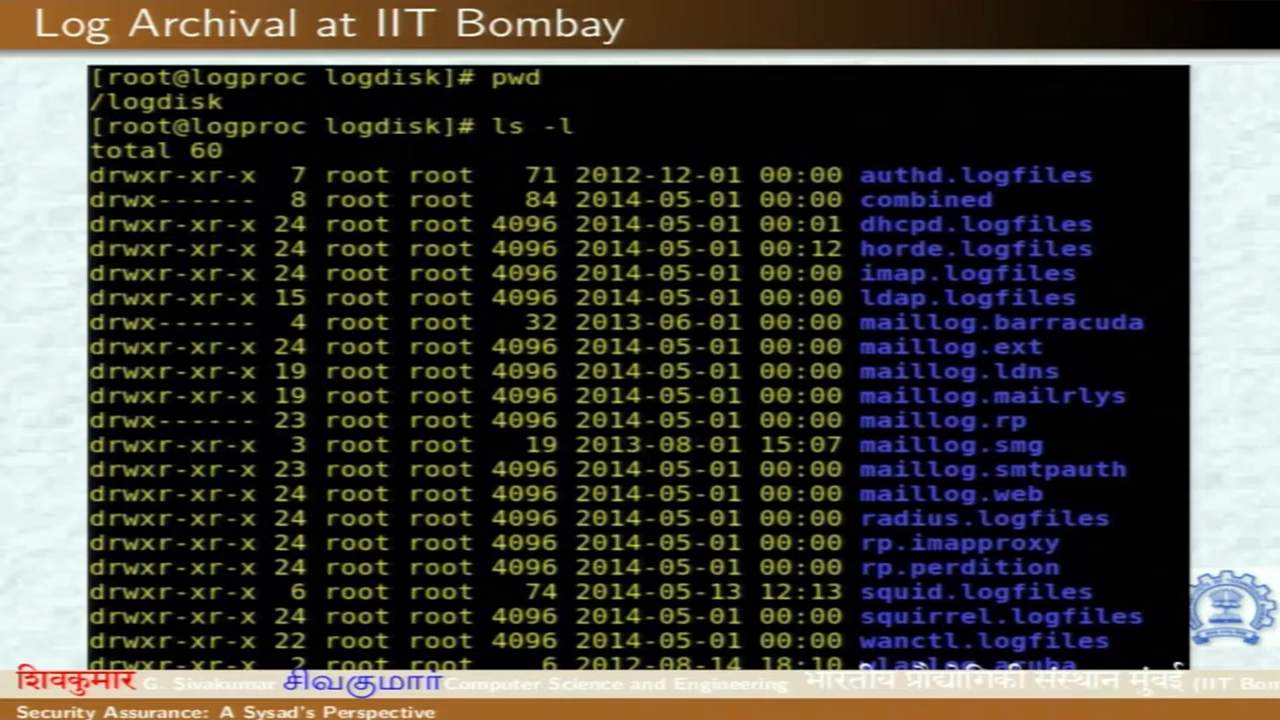 Log Archival at IIT Bombay
[root@logproc logdisk]# pwd
/logdisk
[root@logproc logdisk]# ls -l
total 60
drwxr-xr-x 7 root root 71 2012-12-01 00:00 authd.logfiles
drwx------ 8 root root 84 2014-05-01 00:00 combined
drwxr-xr-x 24 root root 4096 2014-05-01 00:01 dhcpd.logfiles
drwxr-xr-x 24 root root 4096 2014-05-01 00:12 horde.logfiles
drwxr-xr-x 24 root root 4096 2014-05-01 00:00 imap.logfiles
drwxr-xr-x 15 root root 4096 2014-05-01 00:00 ldap.logfiles
drwx------ 4 root root 32 2013-06-01 00:00 maillog.barracuda
drwxr-xr-x 24 root root 4096 2014-05-01 00:00 maillog.ext
drwxr-xr-x 19 root root 4096 2014-05-01 00:00 maillog.ldns
drwxr-xr-x 19 root root 4096 2014-05-01 00:00 maillog.mailrlys
drwx------ 23 root root 4096 2014-05-01 00:00 maillog.rp
drwxr-xr-x 3 root root 19 2013-08-01 15:07 maillog.smg
drwxr-xr-x 23 root root 4096 2014-05-01 00:00 maillog.smtpauth
drwxr-xr-x 24 root root 4096 2014-05-01 00:00 maillog.web
drwxr-xr-x 24 root root 4096 2014-05-01 00:00 radius.logfiles
drwxr-xr-x 24 root root 4096 2014-05-01 00:00 rp.imapproxy
drwxr-xr-x 24 root root 4096 2014-05-01 00:00 rp.perdition
drwxr-xr-x 6 root root 74 2014-05-13 12:13 squid.logfiles
drwxr-xr-x 24 root root 4096 2014-05-01 00:00 squirrel.logfiles
drwxr-xr-x 22 root root 4096 2014-05-01 00:00 wanctl.logfiles
drwxr-xr-x 6 root root 6 2012-08-14 18:10
शिवकुमार G. Sivakumar சிவகுமார் Computer Science and Engineering भारतीय प्रौद्योगिकी संस्थान मुंबई (IIT Bom
Security Assurance: A Sysad's Perspective